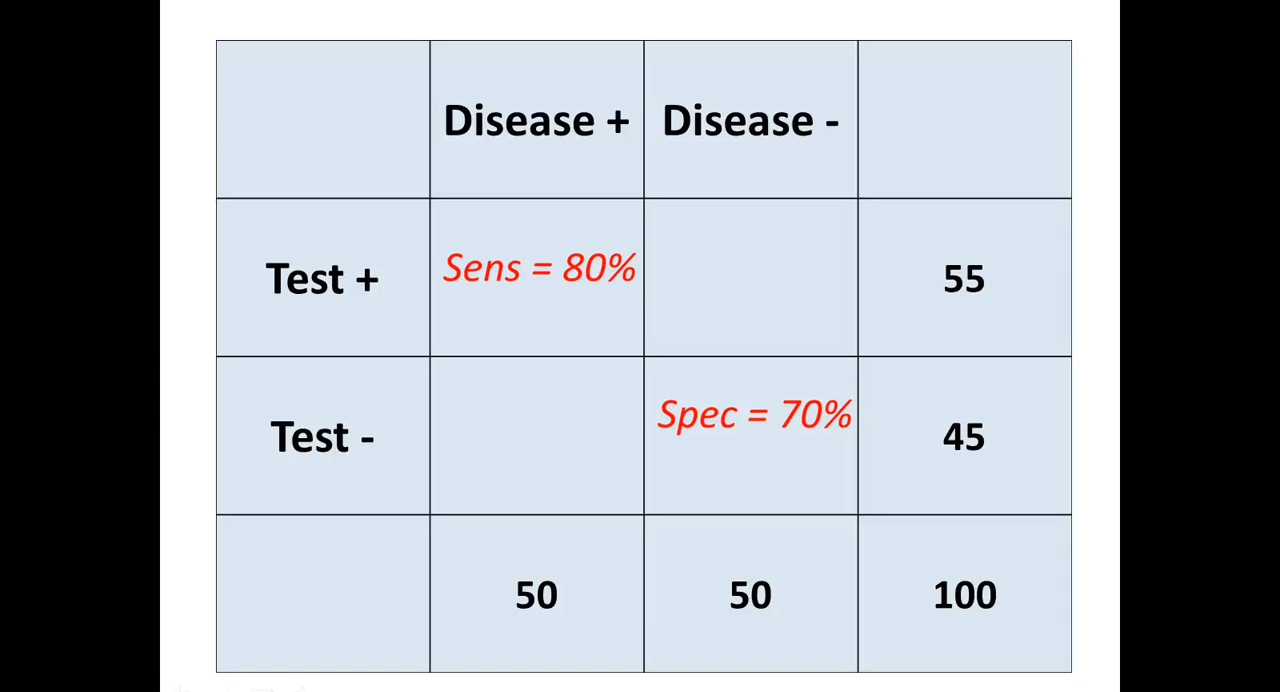 Disease + Disease -
Test + Sens = 80% 55
Test - Spec = 70% 45
50 50 100